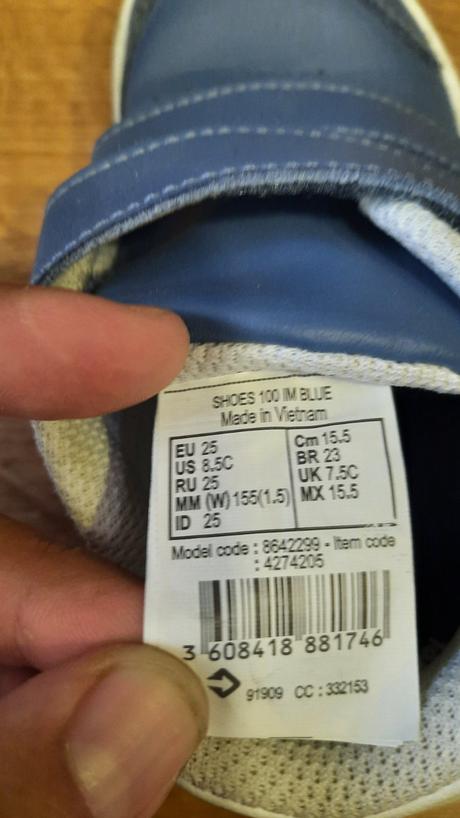 SHOES 100 IM BLUE
Made in Vietnam
EU 25
US 8.5C
RU 25
MM (W) 155(1.5)
ID 25
Cm 15.5
BR 23
UK 7.5C
MX 15.5
Model code : 8642299 - Item code
: 4274205
3 608418 881746
91909 CC : 332153